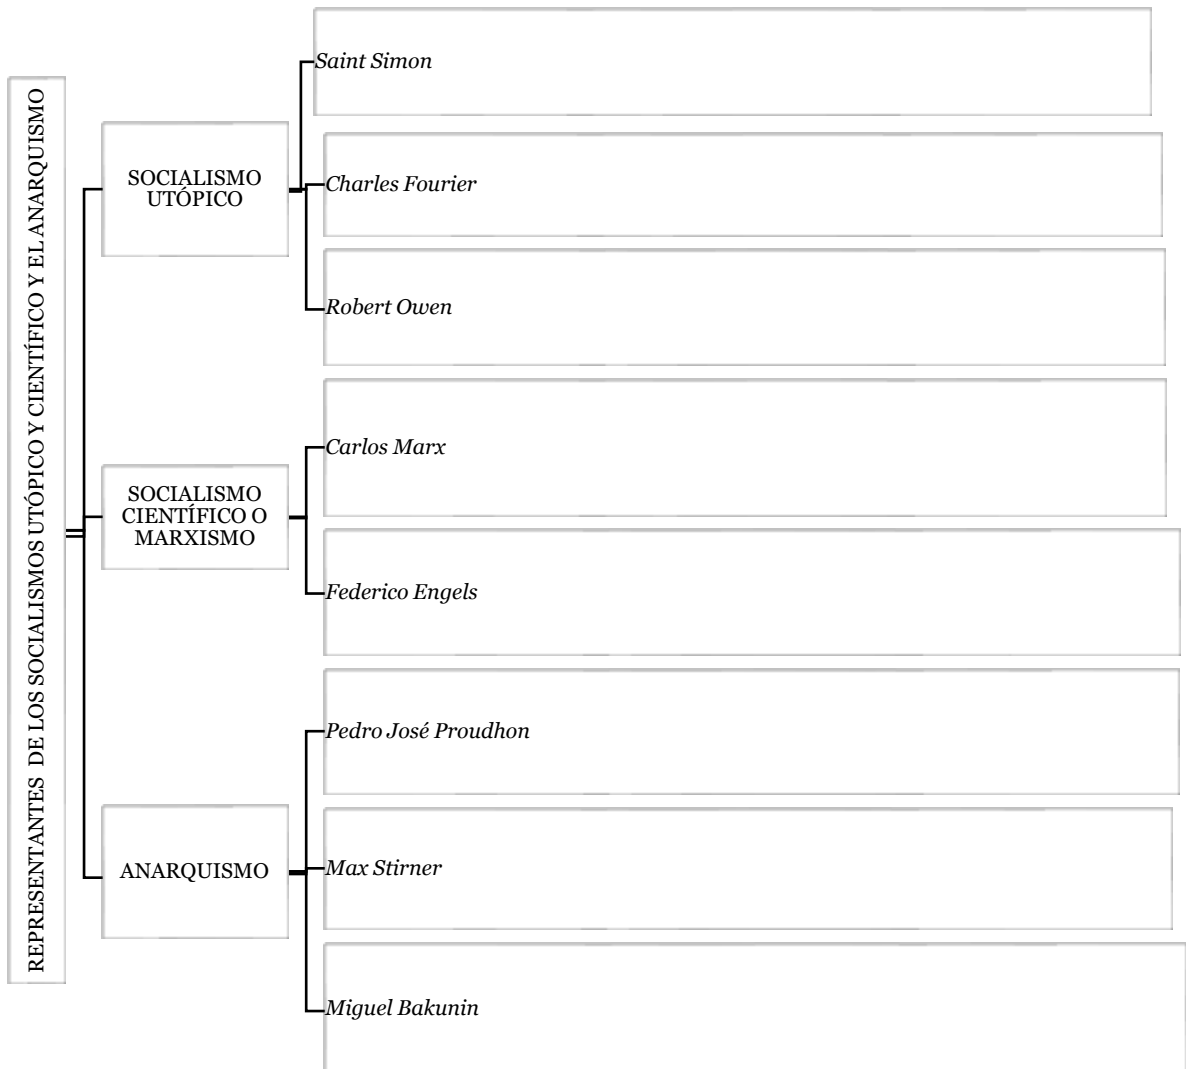 REPRESENTANTES DE LOS SOCIALISMOS UTÓPICO Y CIENTÍFICO Y EL ANARQUISMO
SOCIALISMO
UTÓPICO
Saint Simon
Charles Fourier
Robert Owen
SOCIALISMO
CIENTÍFICO O
MARXISMO
Carlos Marx
Federico Engels
ANARQUISMO
Pedro José Proudhon
Max Stirner
Miguel Bakunin